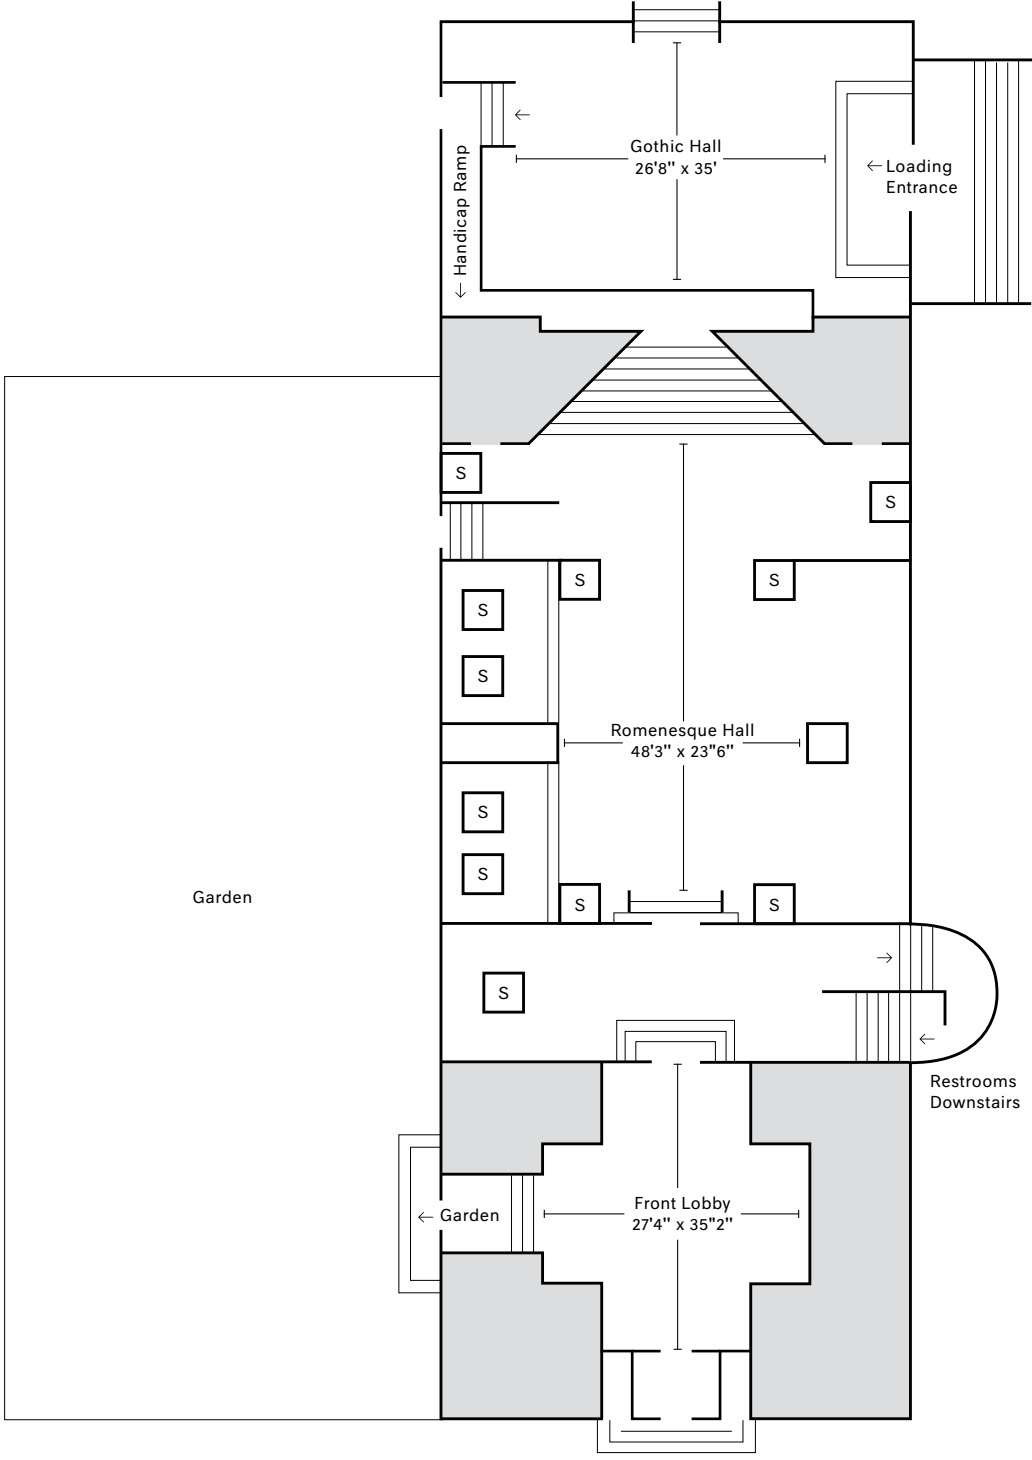 Gothic Hall
26'8" x 35'
← Loading
Entrance
← Handicap Ramp
S
S
S
S
S
S
Romenesque Hall
48'3" x 23"6"
S
S
Garden
S
S
S
Restrooms
Downstairs
Front Lobby
27'4" x 35"2"
← Garden